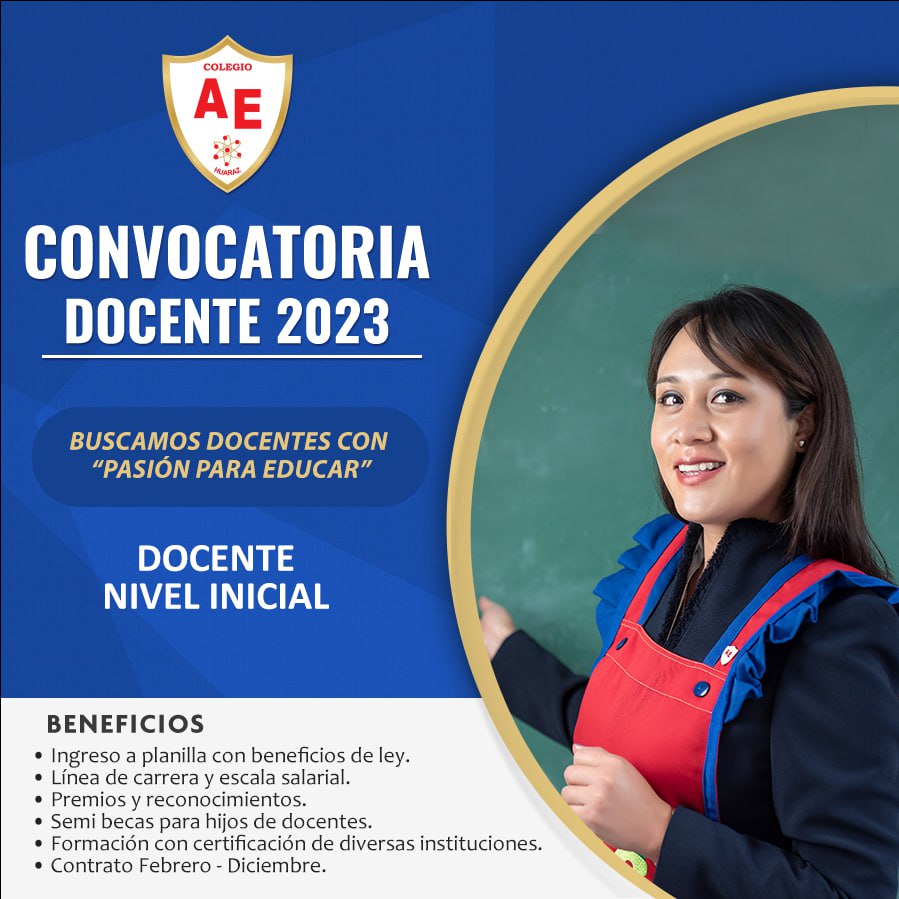 COLEGIO
AE
HUARAZ
CONVOCATORIA
DOCENTE 2023
BUSCAMOS DOCENTES CON
“PASIÓN PARA EDUCAR”
DOCENTE
NIVEL INICIAL
AE
BENEFICIOS
• Ingreso a planilla con beneficios de ley.
• Línea de carrera y escala salarial.
• Premios y reconocimientos.
• Semi becas para hijos de docentes.
• Formación con certificación de diversas instituciones.
• Contrato Febrero - Diciembre.